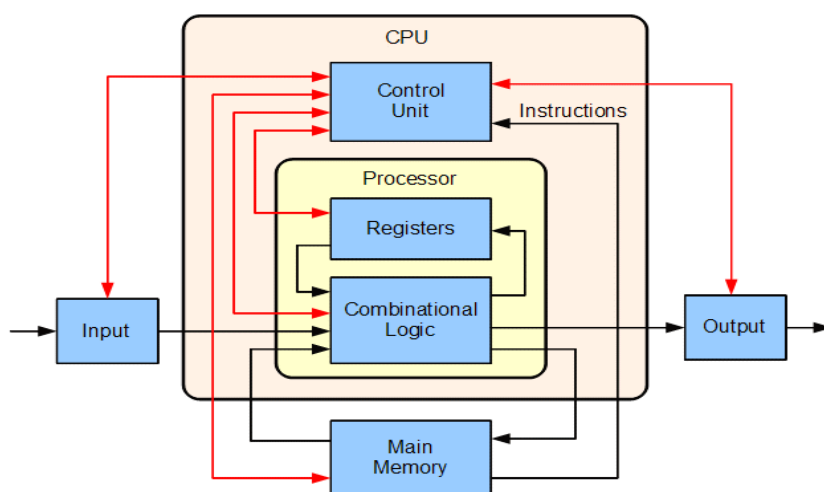 CPU
Control
Unit
Instructions
Processor
Registers
Combinational
Logic
Input
Output
Main
Memory